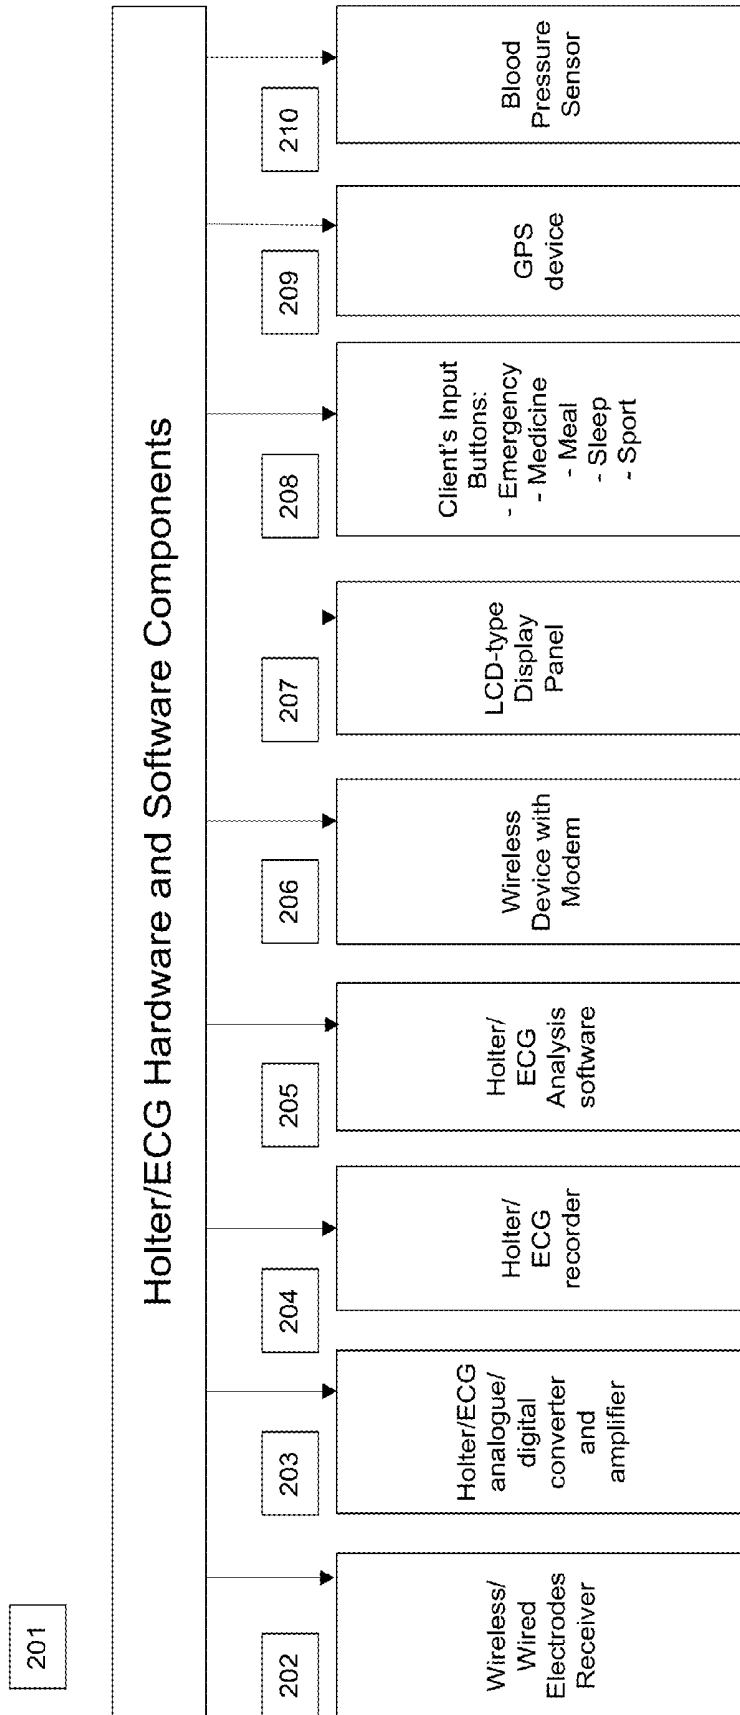 201
Holter/ECG Hardware and Software Components
202
Wireless/
Wired
Electrodes
Receiver
203
Holter/ECG
analogue/
digital
converter
and
amplifier
204
Holter/
ECG
recorder
205
Holter/
ECG
Analysis
software
206
Wireless
Device with
Modem
207
LCD-type
Display
Panel
208
Client's Input
Buttons:
- Emergency
- Medicine
- Meal
- Sleep
- Sport
209
GPS
device
210
Blood
Pressure
Sensor